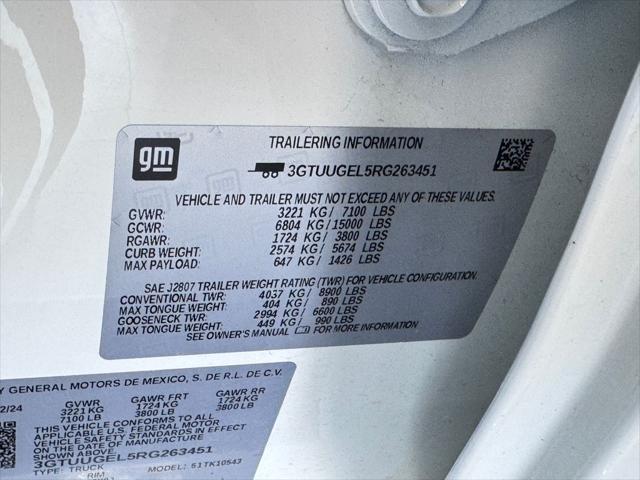 gm
TRAILERING INFORMATION
3GTUUGEL5RG263451
VEHICLE AND TRAILER MUST NOT EXCEED ANY OF THESE VALUES.
GVWR: 3221 KG / 7100 LBS
GCWR: 6804 KG / 15000 LBS
RGAWR: 1724 KG / 3800 LBS
CURB WEIGHT: 2574 KG / 5674 LBS
MAX PAYLOAD: 647 KG / 1426 LBS
SAE J2807 TRAILER WEIGHT RATING (TWR) FOR VEHICLE CONFIGURATION.
CONVENTIONAL TWR: 4037 KG / 8900 LBS
MAX TONGUE WEIGHT: 404 KG / 890 LBS
GOOSENECK TWR: 2994 KG / 6600 LBS
MAX TONGUE WEIGHT: 449 KG / 990 LBS
SEE OWNER'S MANUAL FOR MORE INFORMATION
Y GENERAL MOTORS DE MEXICO, S. DE R.L. DE C.V.
2/24 GVWR GAWR FRT GAWR RR
3221 KG 1724 KG 1724 KG
7100 LB 3800 LB 3800 LB
THIS VEHICLE CONFORMS TO ALL
APPLICABLE U.S. FEDERAL MOTOR
VEHICLE SAFETY STANDARDS IN EFFECT
ON THE DATE OF MANUFACTURE
SHOWN ABOVE.
3GTUUGEL5RG263451
TYPE: TRUCK MODEL: 51TK10543
RIM